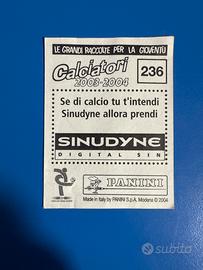 LE GRANDI RACCOLTE PER LA GIOVENTÙ
Calciatori
2003-2004
236
Se di calcio tu t'intendi
Sinudyne allora prendi
SINUDYNE
DIGITAL SIN
PANINI
Made in Italy by PANINI S.p.A. Modena © 2004
subito